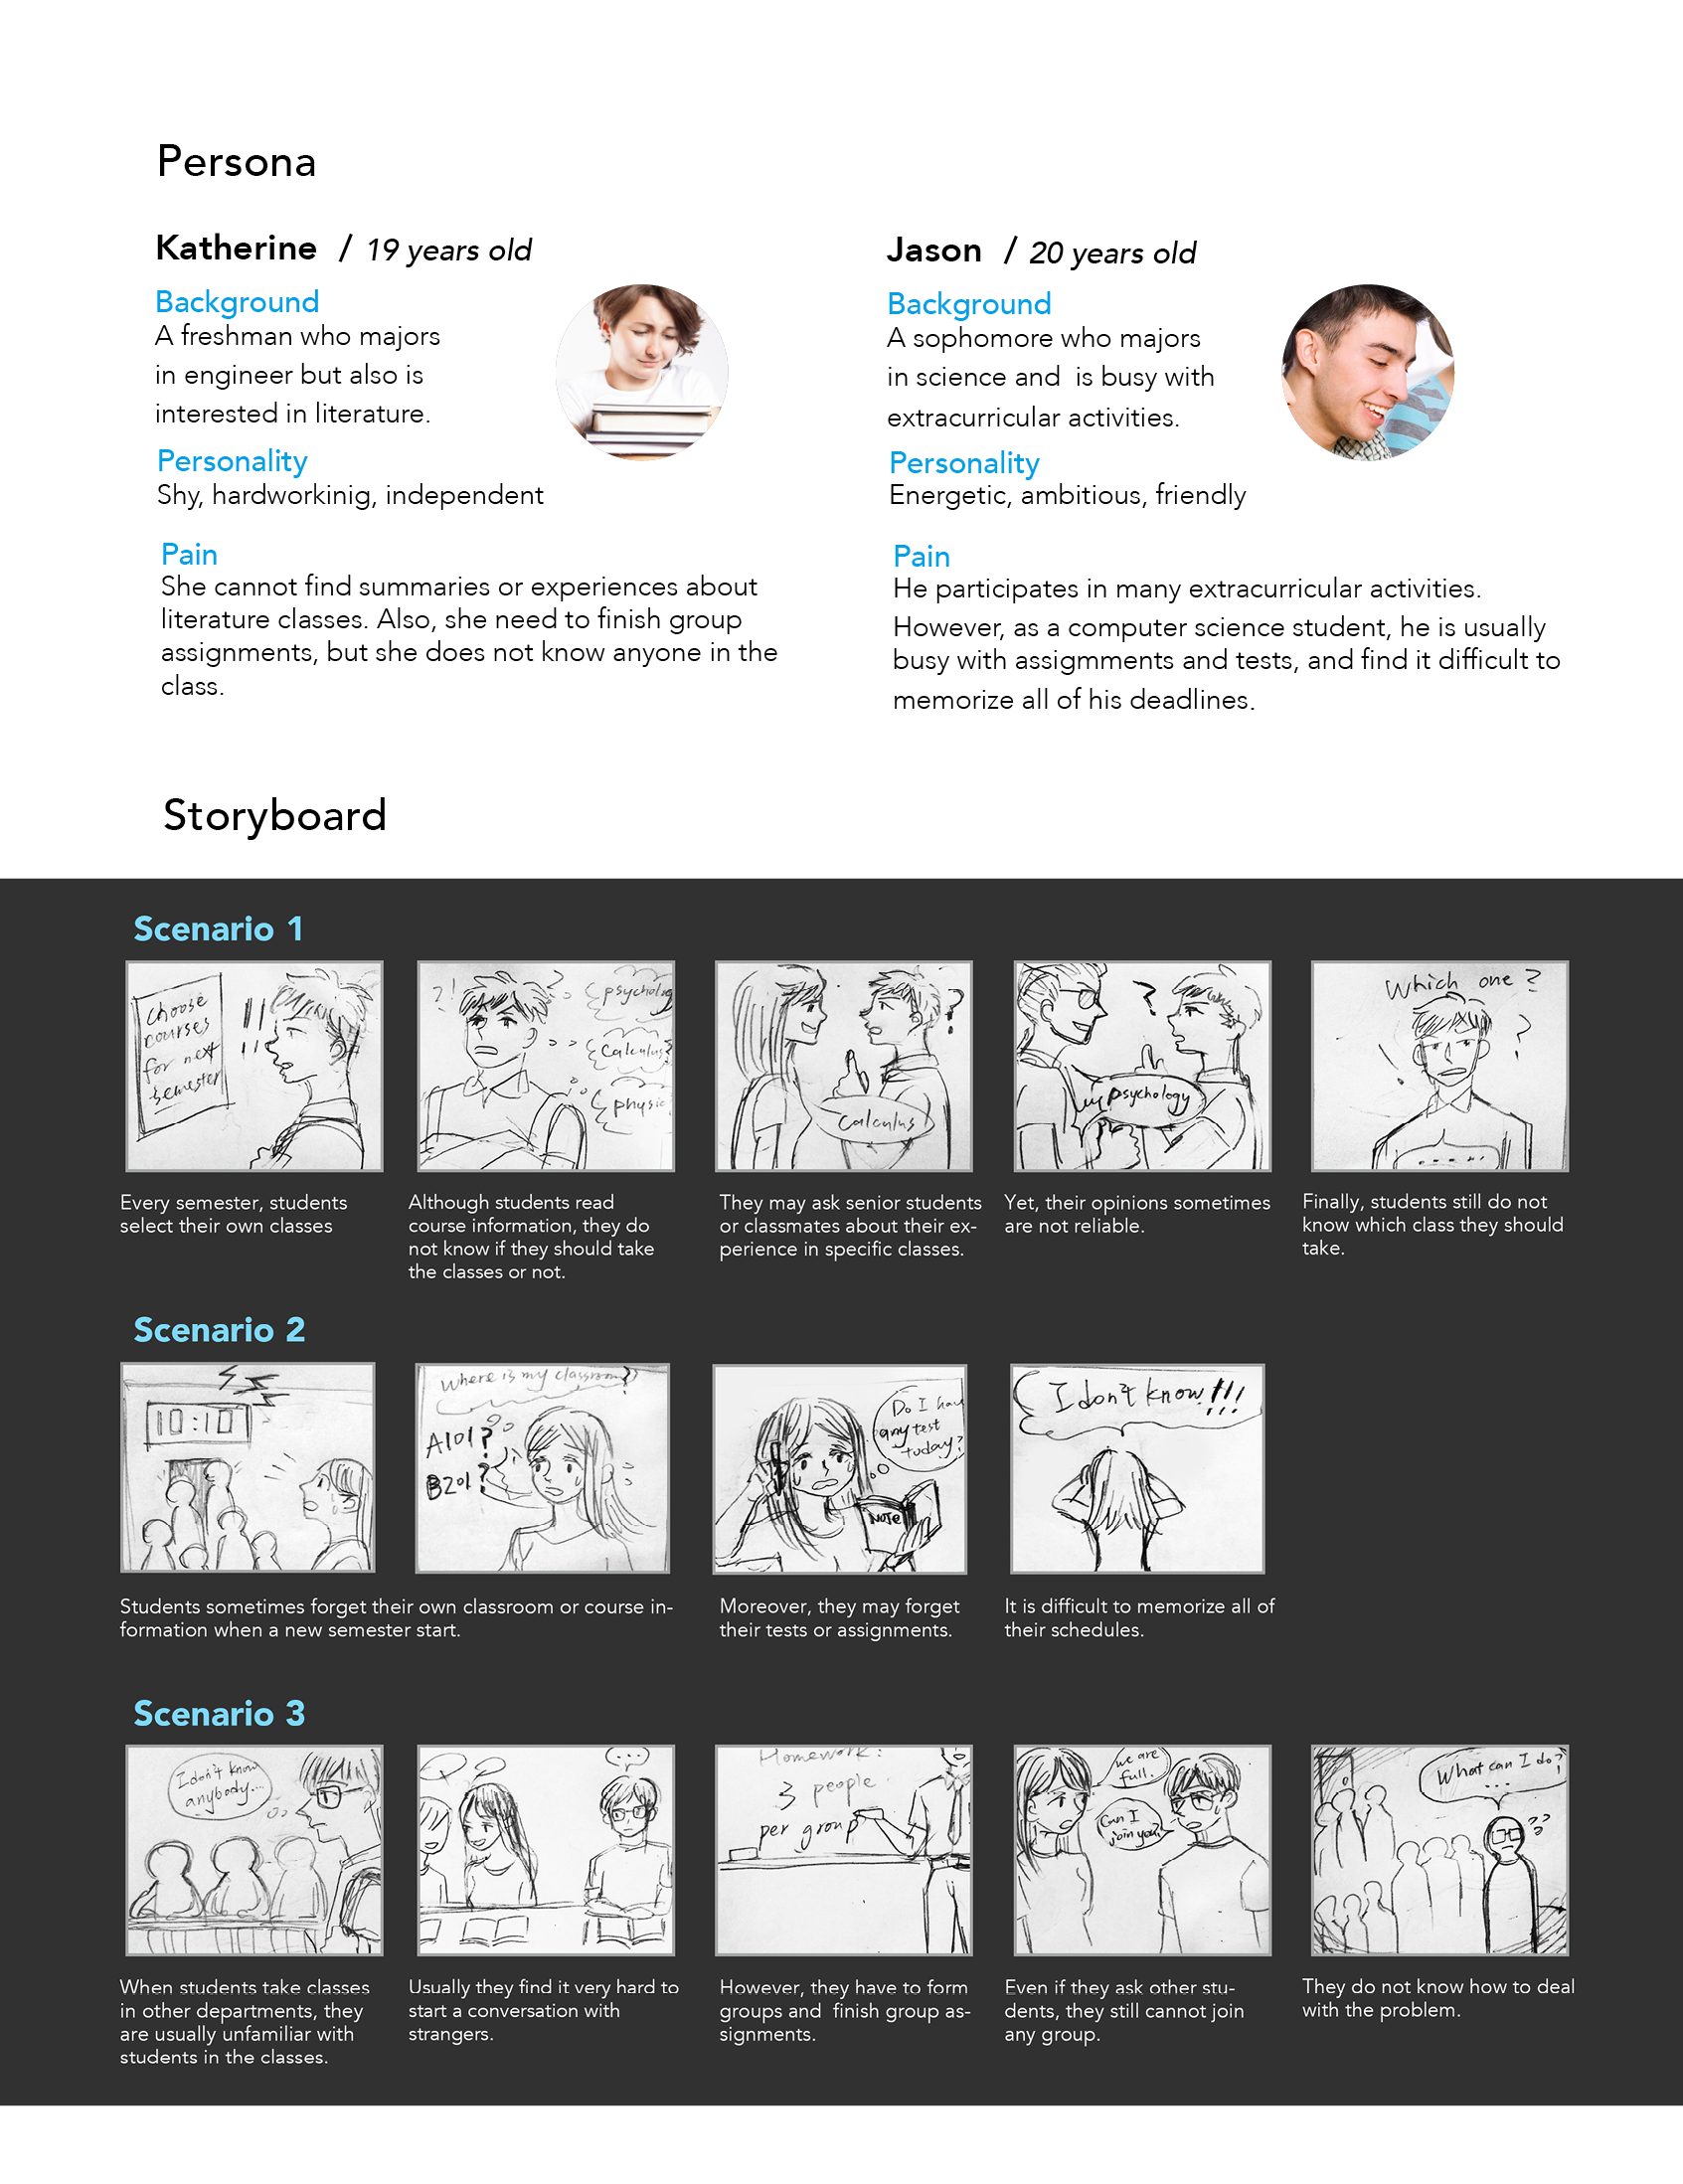 Persona
Katherine / 19 years old
Background
A freshman who majors
in engineer but also is
interested in literature.
Personality
Shy, hardworkinig, independent
Pain
She cannot find summaries or experiences about
literature classes. Also, she need to finish group
assignments, but she does not know anyone in the
class.
Jason / 20 years old
Background
A sophomore who majors
in science and is busy with
extracurricular activities.
Personality
Energetic, ambitious, friendly
Pain
He participates in many extracurricular activities.
However, as a computer science student, he is usually
busy with assigmments and tests, and find it difficult to
memorize all of his deadlines.
Storyboard
Scenario 1
choose
courses
for next
semester
!!
?!
?
psycholog
Calculus?
physic
?
Calculus!
?
psychology
Which one?
?
Every semester, students
select their own classes
Although students read
course information, they do
not know if they should take
the classes or not.
They may ask senior students
or classmates about their ex-
perience in specific classes.
Yet, their opinions sometimes
are not reliable.
Finally, students still do not
know which class they should
take.
Scenario 2
10:10
Where is my classroom?
A101?
B201?
Do I have
any test
today?
NOTE
I don't know!!!
Students sometimes forget their own classroom or course in-
formation when a new semester start.
Moreover, they may forget
their tests or assignments.
It is difficult to memorize all of
their schedules.
Scenario 3
I don't know
anybody...
...
Homework:
3 people
per group
we are
full.
Can I
join you?
What can I do?
...
??
When students take classes
in other departments, they
are usually unfamiliar with
students in the classes.
Usually they find it very hard to
start a conversation with
strangers.
However, they have to form
groups and finish group as-
signments.
Even if they ask other stu-
dents, they still cannot join
any group.
They do not know how to deal
with the problem.